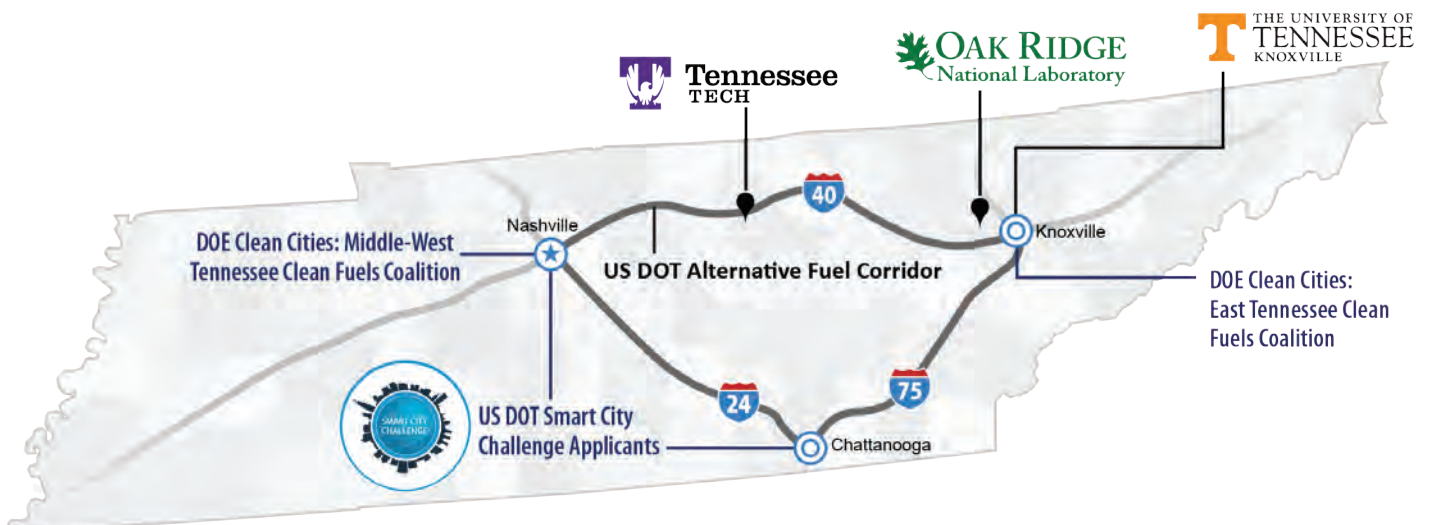 THE UNIVERSITY OF
TENNESSEE
KNOXVILLE
OAK RIDGE
National Laboratory
T
Tennessee
TECH
40
Nashville
Knoxville
DOE Clean Cities: Middle-West
Tennessee Clean Fuels Coalition
US DOT Alternative Fuel Corridor
DOE Clean Cities:
East Tennessee Clean
Fuels Coalition
75
24
SMART CITY
CHALLENGE
US DOT Smart City
Challenge Applicants
Chattanooga